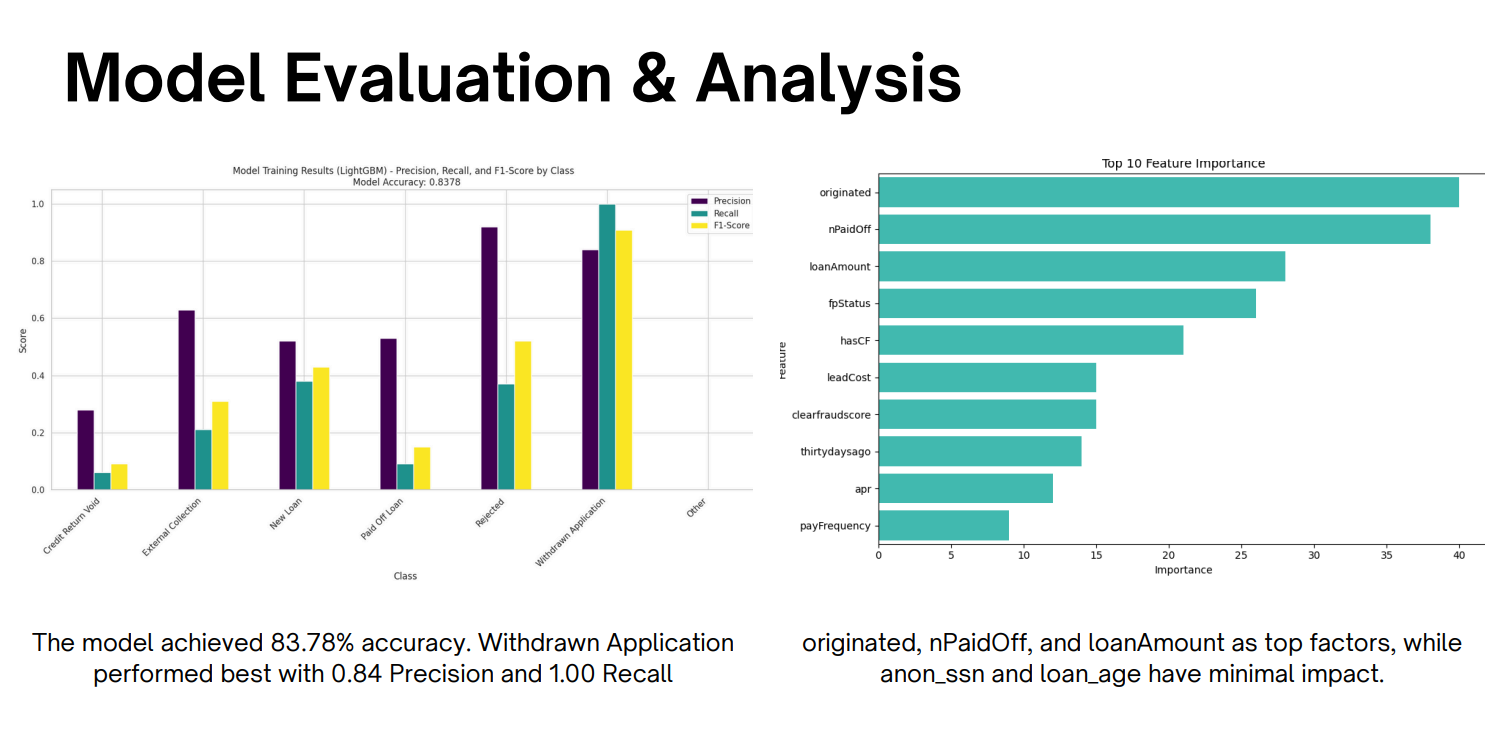 Model Evaluation & Analysis
Model Training Results (LightGBM) - Precision, Recall, and F1-Score by Class
Model Accuracy: 0.8378
Score
1.0
0.8
0.6
0.4
0.2
0.0
Precision
Recall
F1-Score
Credit Return Void
External Collection
New Loan
Paid Off Loan
Rejected
Withdrawn Application
Other
Class
Top 10 Feature Importance
Feature
originated
nPaidOff
loanAmount
fpStatus
hasCF
leadCost
clearfraudscore
thirtydaysago
apr
payFrequency
0 5 10 15 20 25 30 35 40
Importance
The model achieved 83.78% accuracy. Withdrawn Application
performed best with 0.84 Precision and 1.00 Recall
originated, nPaidOff, and loanAmount as top factors, while
anon_ssn and loan_age have minimal impact.